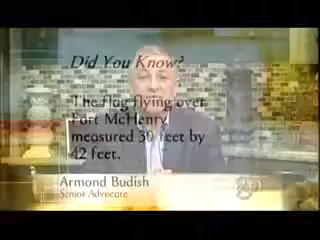 Did You Know?
The flag flying over
Fort McHenry
measured 30 feet by
42 feet.
Armond Budish
Senior Advocate